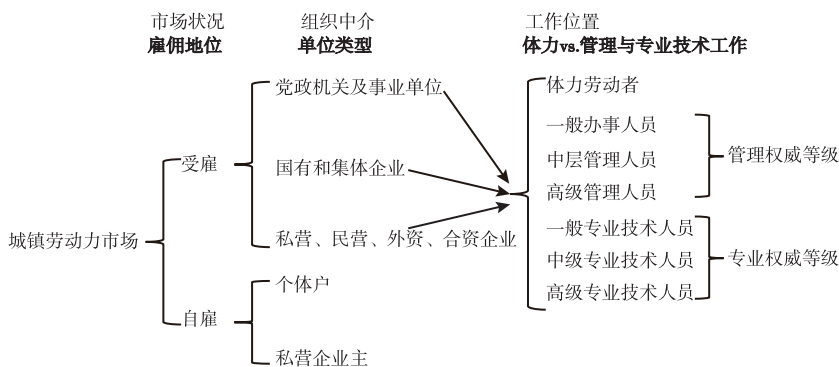 市场状况
雇佣地位
组织中介
单位类型
工作位置
体力vs.管理与专业技术工作
城镇劳动力市场
受雇
自雇
党政机关及事业单位
国有和集体企业
私营、民营、外资、合资企业
个体户
私营企业主
体力劳动者
一般办事人员
中层管理人员
高级管理人员
管理权威等级
一般专业技术人员
中级专业技术人员
高级专业技术人员
专业权威等级